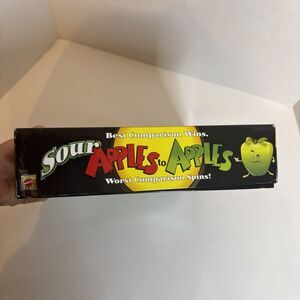 Best Comparison Wins.
Sour APPLES to APPLES
Worst Comparison Spins!